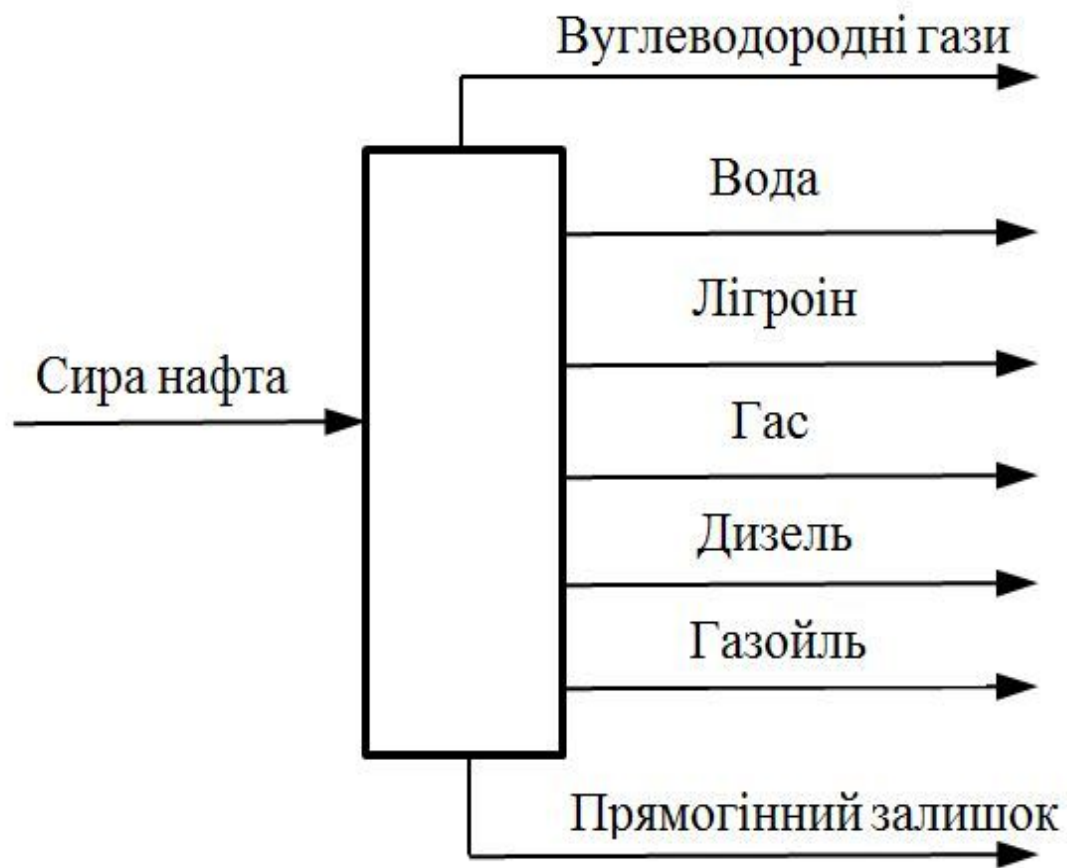 Вуглеводородні гази
Вода
Лігроін
Сира нафта
Гас
Дизель
Газойль
Прямогінний залишок